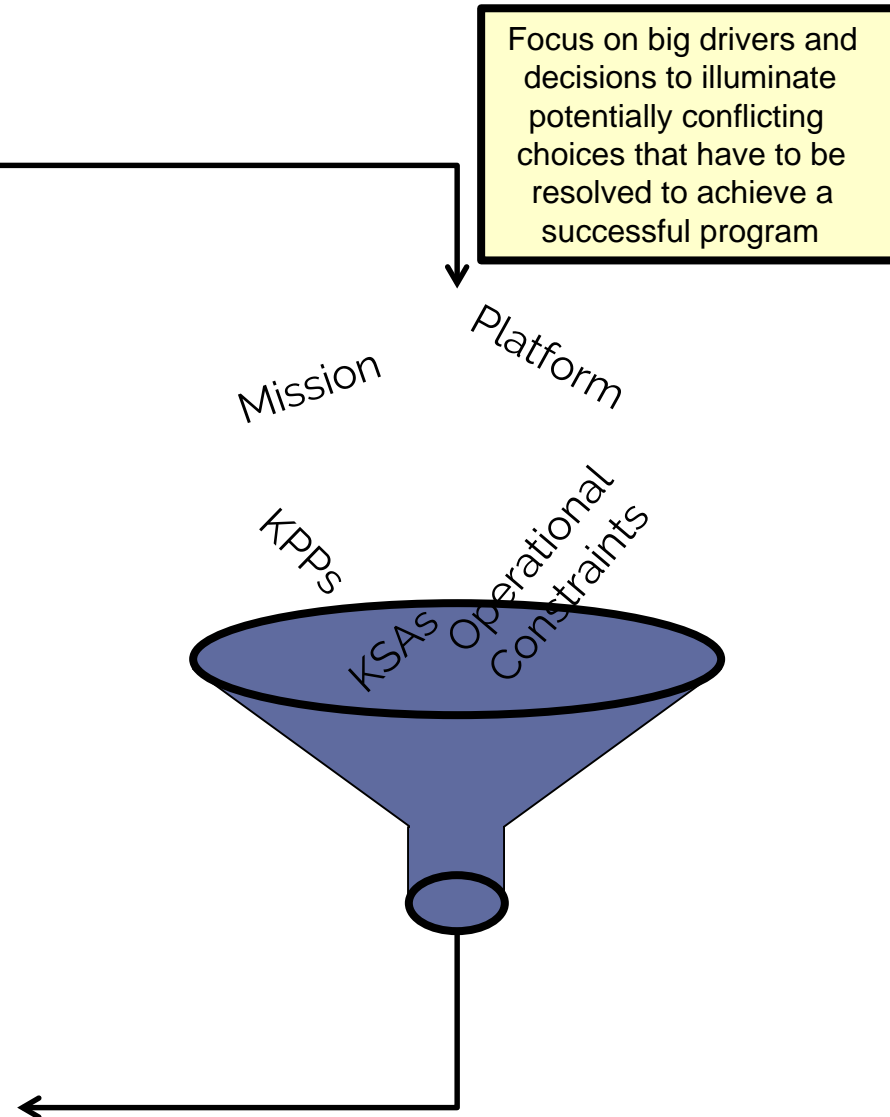 Focus on big drivers and
decisions to illuminate
potentially conflicting
choices that have to be
resolved to achieve a
successful program
Platform
Mission
KPPs
Operational
Constraints
KSAs